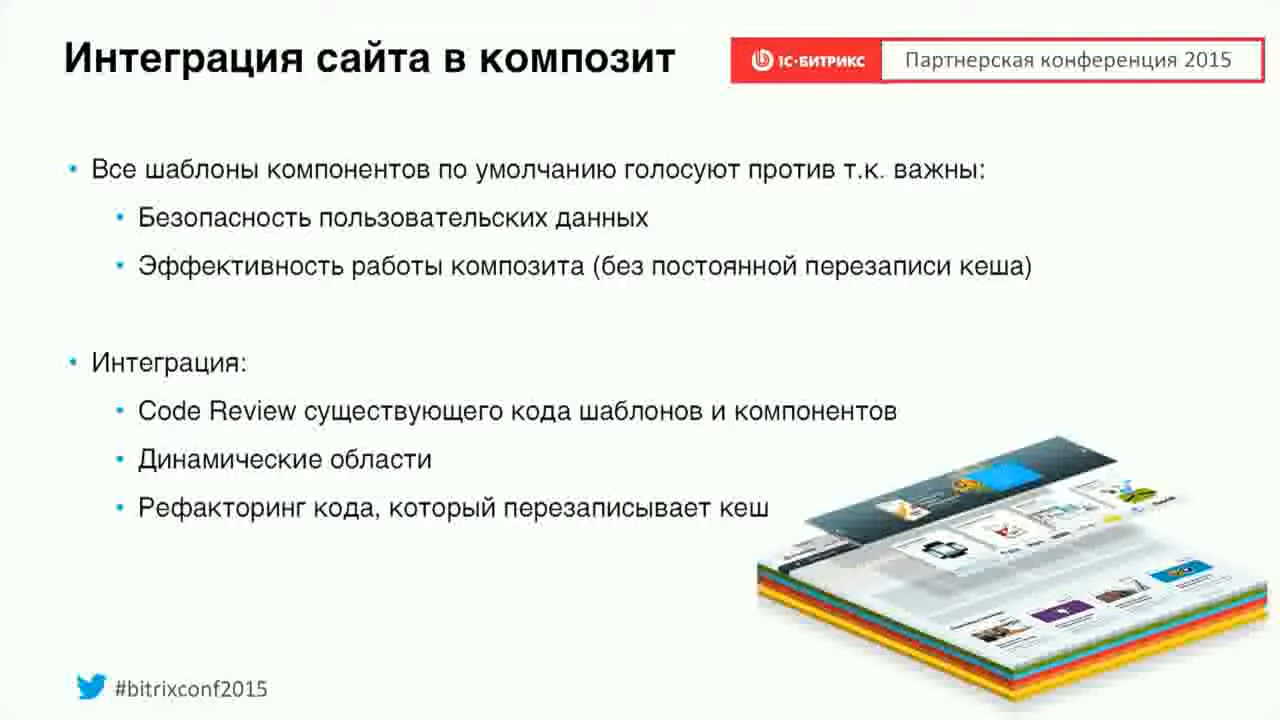 Интеграция сайта в композит
1С·БИТРИКС
Партнерская конференция 2015
• Все шаблоны компонентов по умолчанию голосуют против т.к. важны:
• Безопасность пользовательских данных
• Эффективность работы композита (без постоянной перезаписи кеша)
• Интеграция:
• Code Review существующего кода шаблонов и компонентов
• Динамические области
• Рефакторинг кода, который перезаписывает кеш
#bitrixconf2015